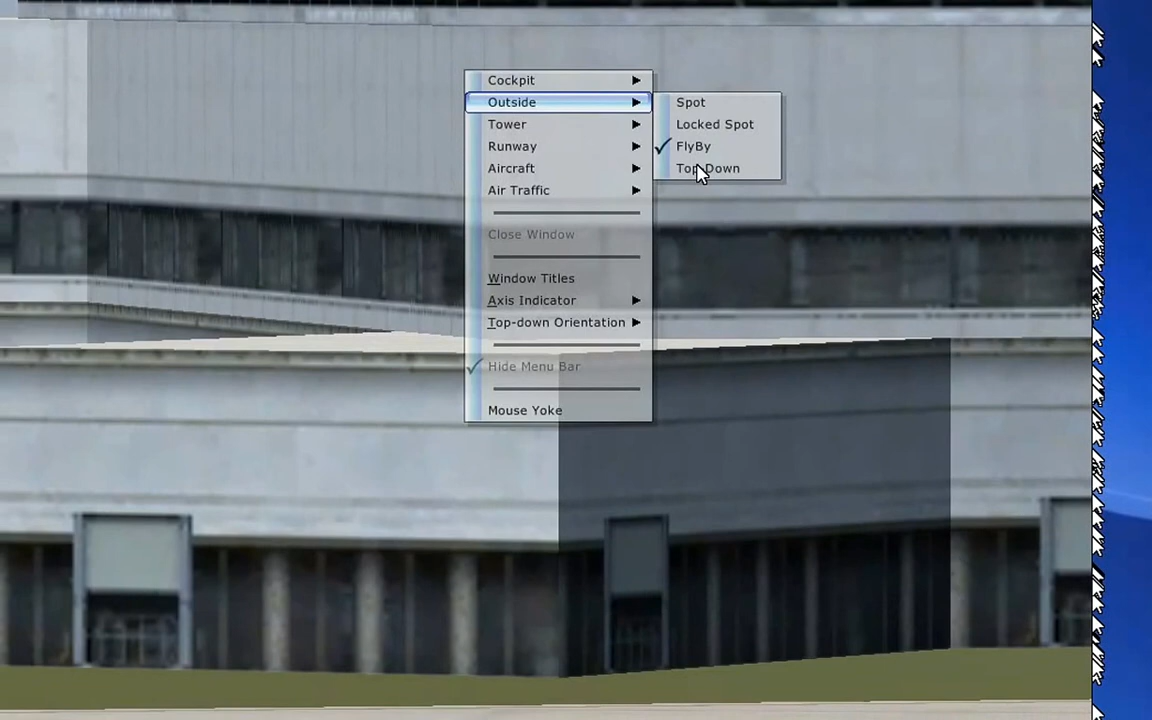 Cockpit
Outside
Tower
Runway
Aircraft
Air Traffic
Close Window
Window Titles
Axis Indicator
Top-down Orientation
Hide Menu Bar
Mouse Yoke
Spot
Locked Spot
FlyBy
Top Down